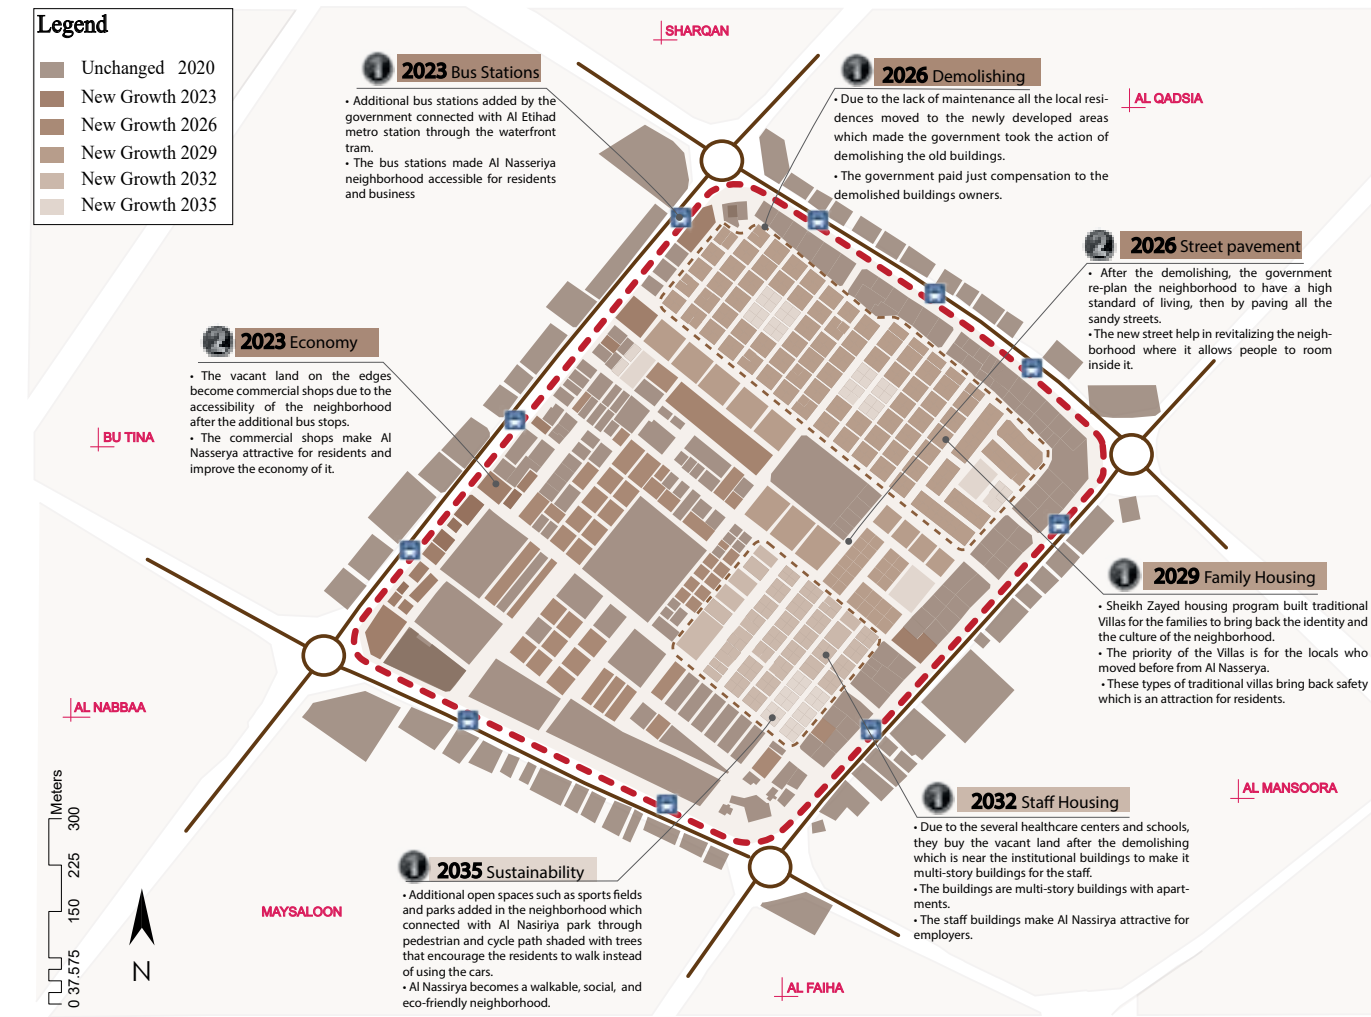 Legend
Unchanged 2020
New Growth 2023
New Growth 2026
New Growth 2029
New Growth 2032
New Growth 2035
SHARQAN
AL QADSIA
BU TINA
AL NABBAA
MAYSALOON
AL FAIHA
AL MANSOORA
1 2023 Bus Stations
• Additional bus stations added by the
government connected with Al Etihad
metro station through the waterfront
tram.
• The bus stations made Al Nasseriya
neighborhood accessible for residents
and business
1 2026 Demolishing
• Due to the lack of maintenance all the local resi-
dences moved to the newly developed areas
which made the government took the action of
demolishing the old buildings.
• The government paid just compensation to the
demolished buildings owners.
2 2026 Street pavement
• After the demolishing, the government
re-plan the neighborhood to have a high
standard of living, then by paving all the
sandy streets.
• The new street help in revitalizing the neigh-
borhood where it allows people to room
inside it.
2 2023 Economy
• The vacant land on the edges
become commercial shops due to the
accessibility of the neighborhood
after the additional bus stops.
• The commercial shops make Al
Nasserya attractive for residents and
improve the economy of it.
1 2029 Family Housing
• Sheikh Zayed housing program built traditional
Villas for the families to bring back the identity and
the culture of the neighborhood.
• The priority of the Villas is for the locals who
moved before from Al Nasserya.
• These types of traditional villas bring back safety
which is an attraction for residents.
1 2032 Staff Housing
• Due to the several healthcare centers and schools,
they buy the vacant land after the demolishing
which is near the institutional buildings to make it
multi-story buildings for the staff.
• The buildings are multi-story buildings with apart-
ments.
• The staff buildings make Al Nassirya attractive for
employers.
1 2035 Sustainability
• Additional open spaces such as sports fields
and parks added in the neighborhood which
connected with Al Nasiriya park through
pedestrian and cycle path shaded with trees
that encourage the residents to walk instead
of using the cars.
• Al Nassirya becomes a walkable, social, and
eco-friendly neighborhood.
0 37.575 150 225 300
Meters
N